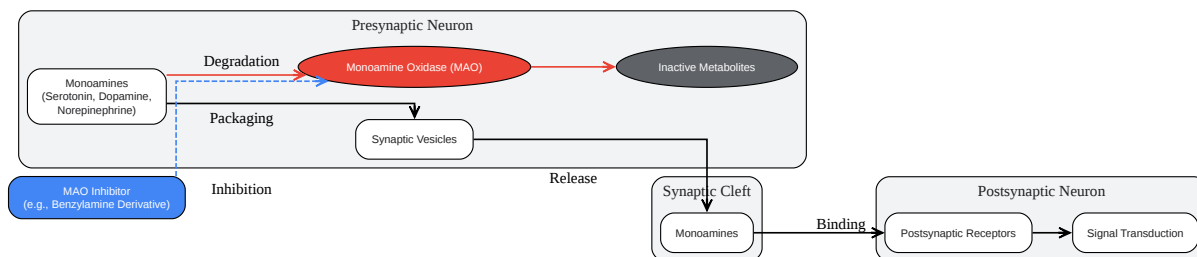 Presynaptic Neuron
Degradation
Monoamine Oxidase (MAO)
Inactive Metabolites
Monoamines
(Serotonin, Dopamine,
Norepinephrine)
Packaging
Synaptic Vesicles
MAO Inhibitor
(e.g., Benzylamine Derivative)
Inhibition
Release
Synaptic Cleft
Monoamines
Binding
Postsynaptic Neuron
Postsynaptic Receptors
Signal Transduction